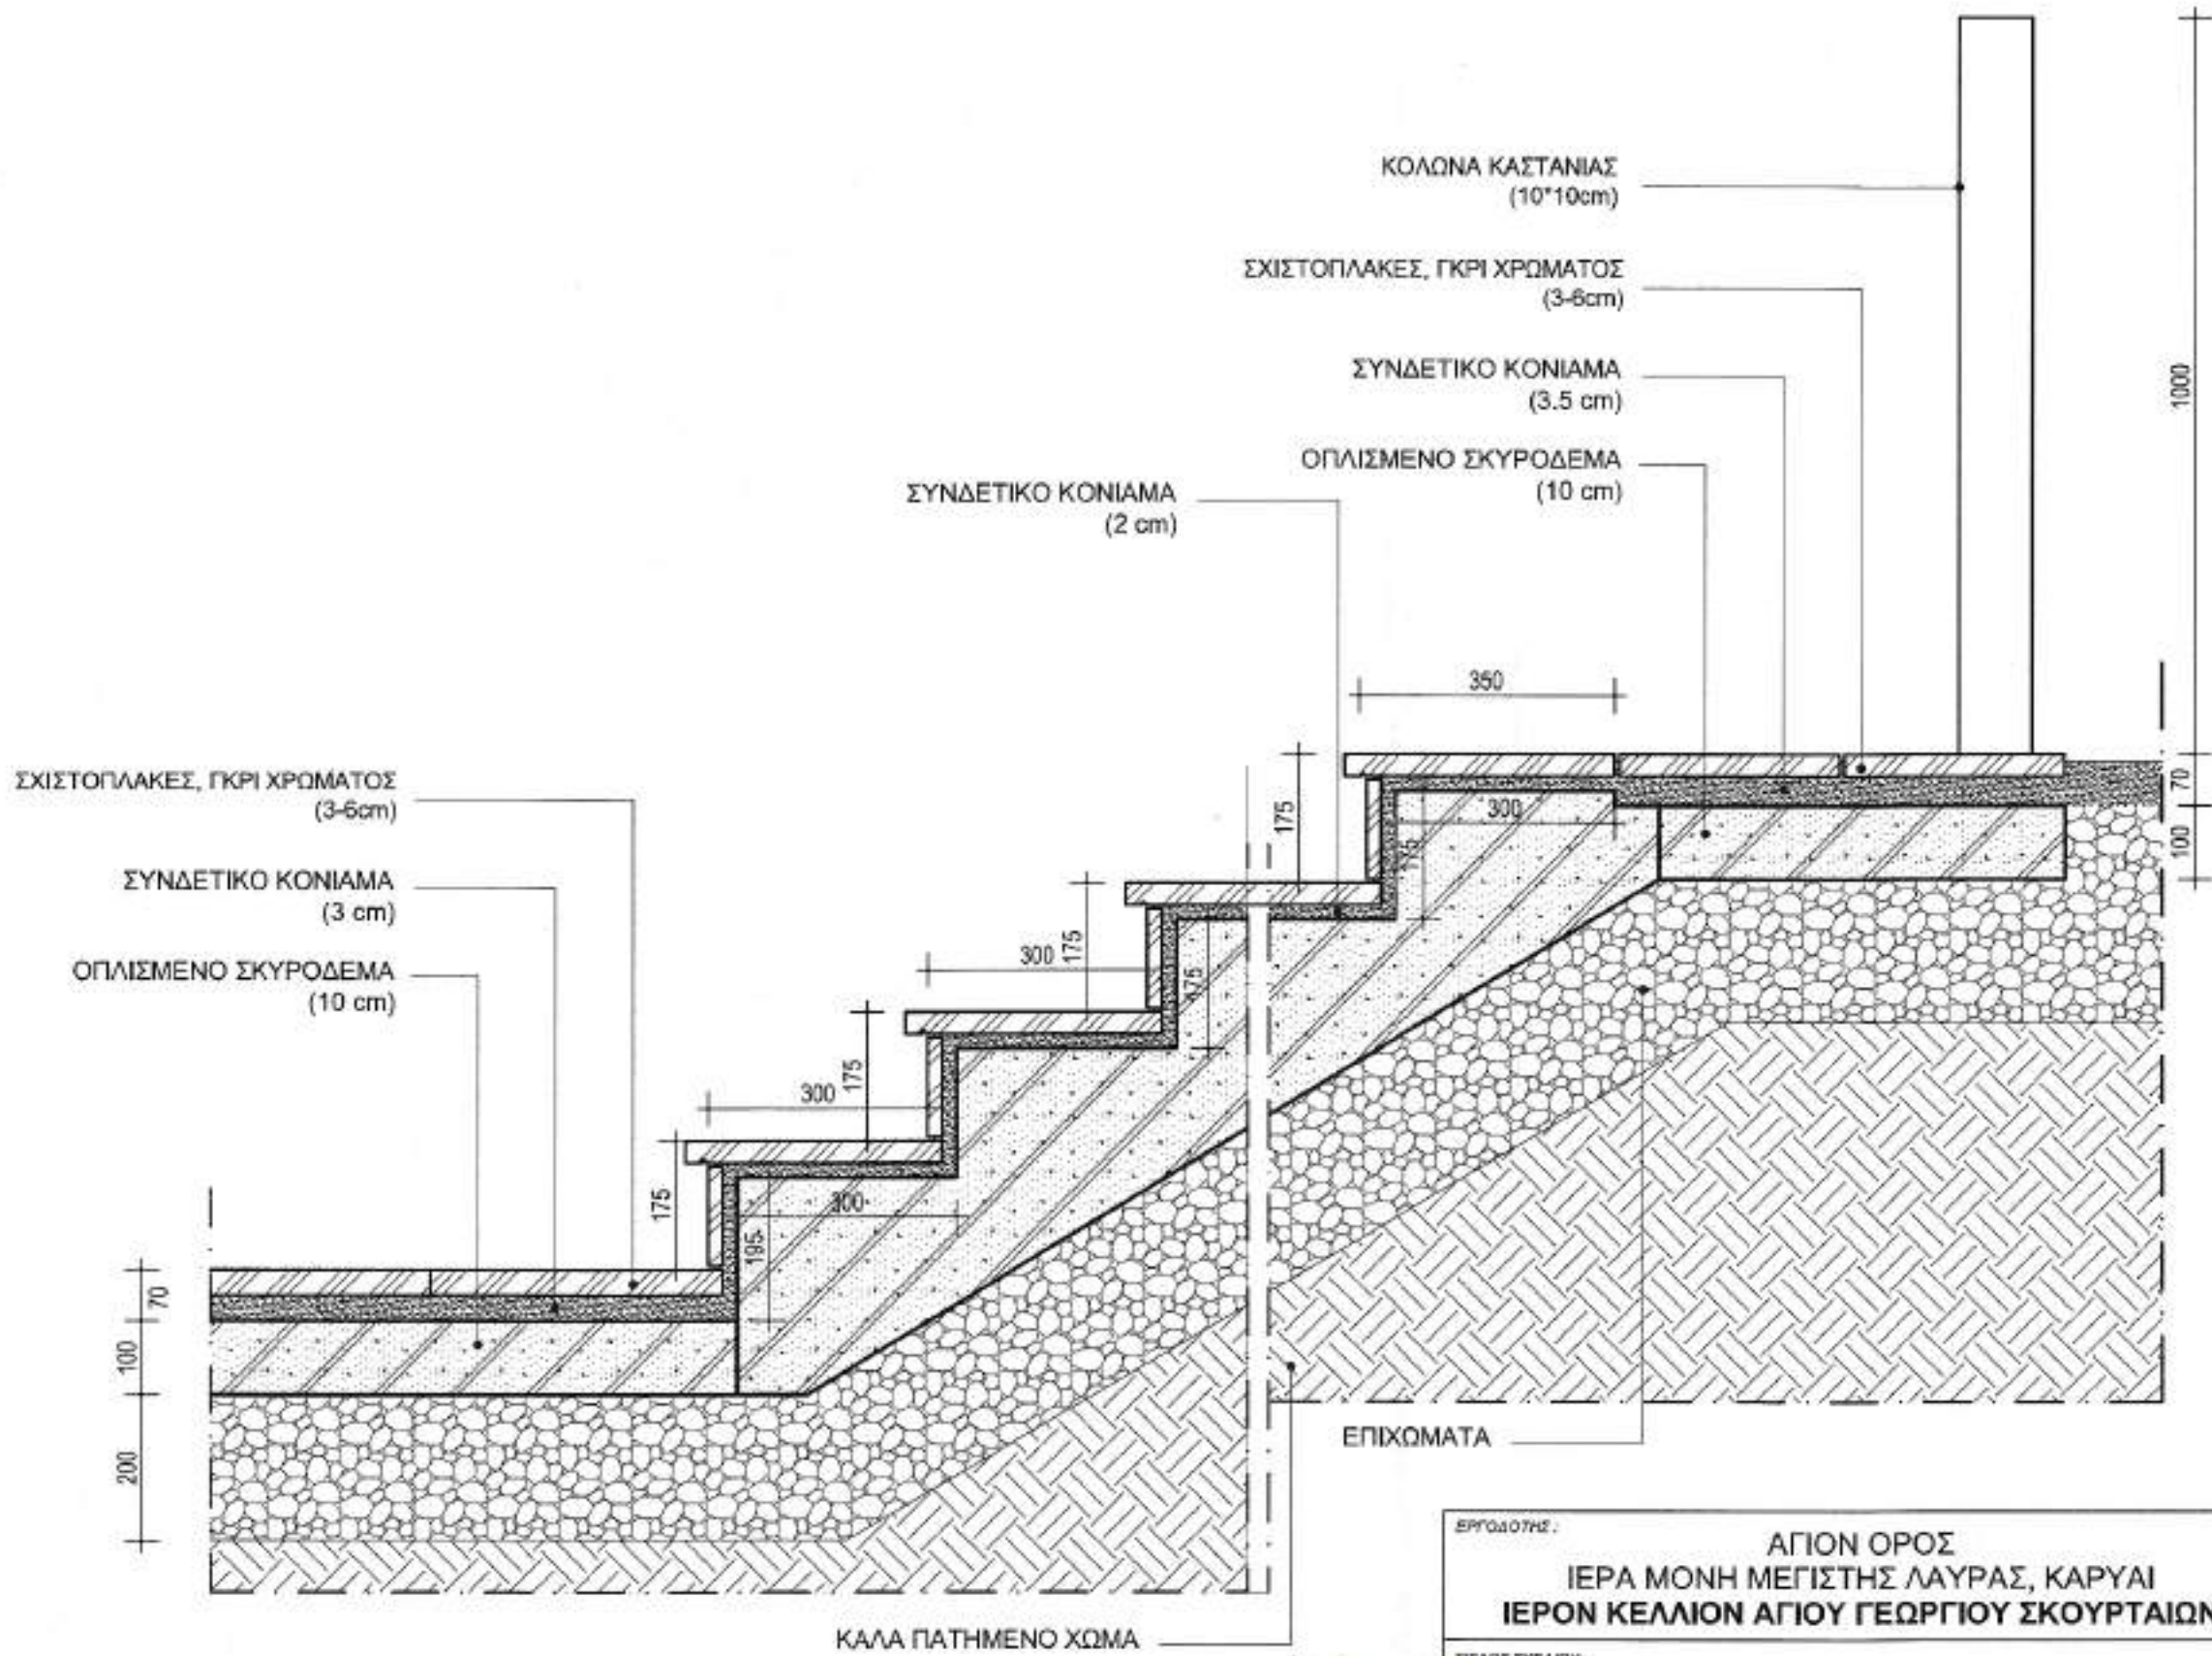 ΚΟΛΩΝΑ ΚΑΣΤΑΝΙΑΣ
(10*10cm)
ΣΧΙΣΤΟΠΛΑΚΕΣ, ΓΚΡΙ ΧΡΩΜΑΤΟΣ
(3-6cm)
ΣΥΝΔΕΤΙΚΟ ΚΟΝΙΑΜΑ
(3.5 cm)
ΟΠΛΙΣΜΕΝΟ ΣΚΥΡΟΔΕΜΑ
(10 cm)
ΣΥΝΔΕΤΙΚΟ ΚΟΝΙΑΜΑ
(2 cm)
1000
350
70
100
175
300
175
175
300
175
175
300
175
300
195
ΣΧΙΣΤΟΠΛΑΚΕΣ, ΓΚΡΙ ΧΡΩΜΑΤΟΣ
(3-6cm)
ΣΥΝΔΕΤΙΚΟ ΚΟΝΙΑΜΑ
(3 cm)
ΟΠΛΙΣΜΕΝΟ ΣΚΥΡΟΔΕΜΑ
(10 cm)
175
70
100
200
ΕΠΙΧΩΜΑΤΑ
ΚΑΛΑ ΠΑΤΗΜΕΝΟ ΧΩΜΑ
ΕΡΓΟΔΟΤΗΣ:
ΑΓΙΟΝ ΟΡΟΣ
ΙΕΡΑ ΜΟΝΗ ΜΕΓΙΣΤΗΣ ΛΑΥΡΑΣ, ΚΑΡΥΑΙ
ΙΕΡΟΝ ΚΕΛΛΙΟΝ ΑΓΙΟΥ ΓΕΩΡΓΙΟΥ ΣΚΟΥΡΤΑΙΩΝ